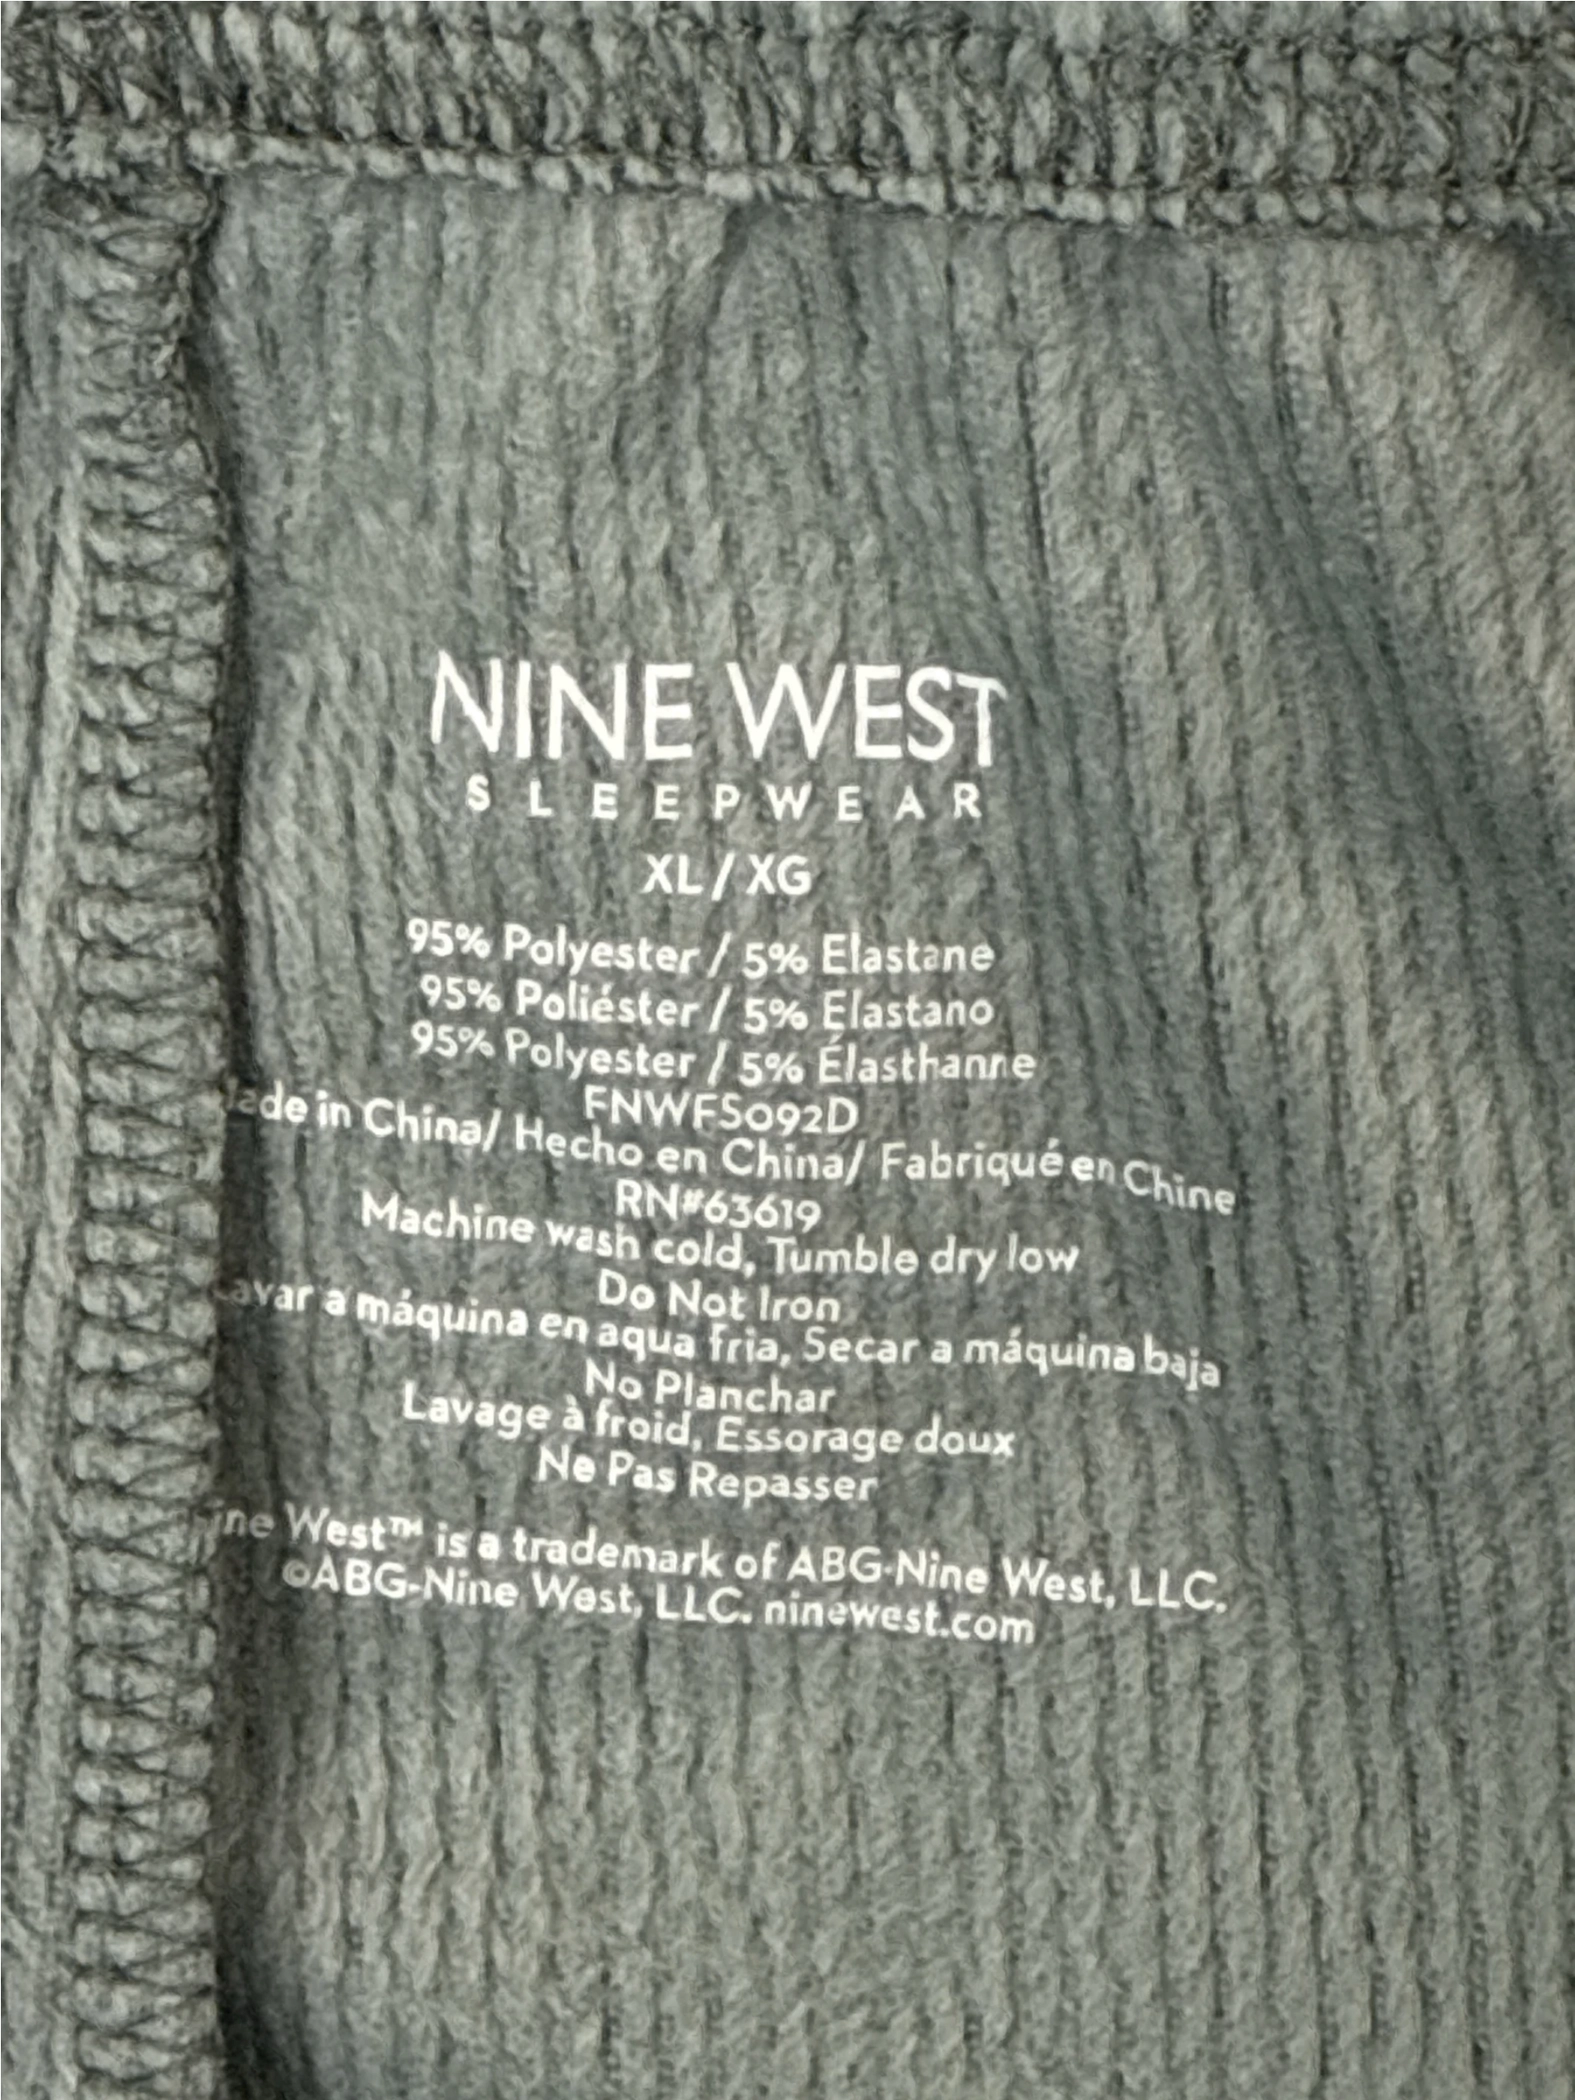 NINE WEST
SLEEPWEAR
XL / XG
95% Polyester / 5% Elastane
95% Poliéster / 5% Elastano
95% Polyester / 5% Élasthanne
FNWFS092D
ade in China/ Hecho en China/ Fabriqué en Chine
RN#63619
Machine wash cold, Tumble dry low
Do Not Iron
avar a máquina en aqua fria, Secar a máquina baja
No Planchar
Lavage à froid, Essorage doux
Ne Pas Repasser
ine West™ is a trademark of ABG-Nine West, LLC.
©ABG-Nine West, LLC. ninewest.com